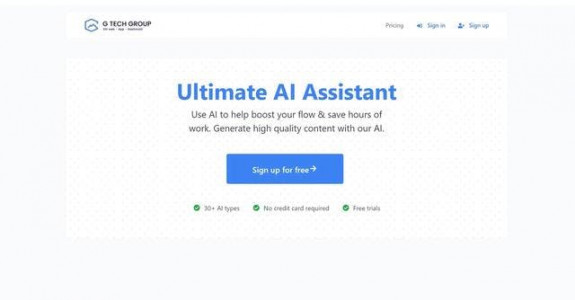 G TECH GROUP
Pricing
Sign in
Sign up
Ultimate AI Assistant
Use AI to help boost your flow & save hours of
work. Generate high quality content with our AI.
Sign up for free→
30+ AI types
No credit card required
Free trials